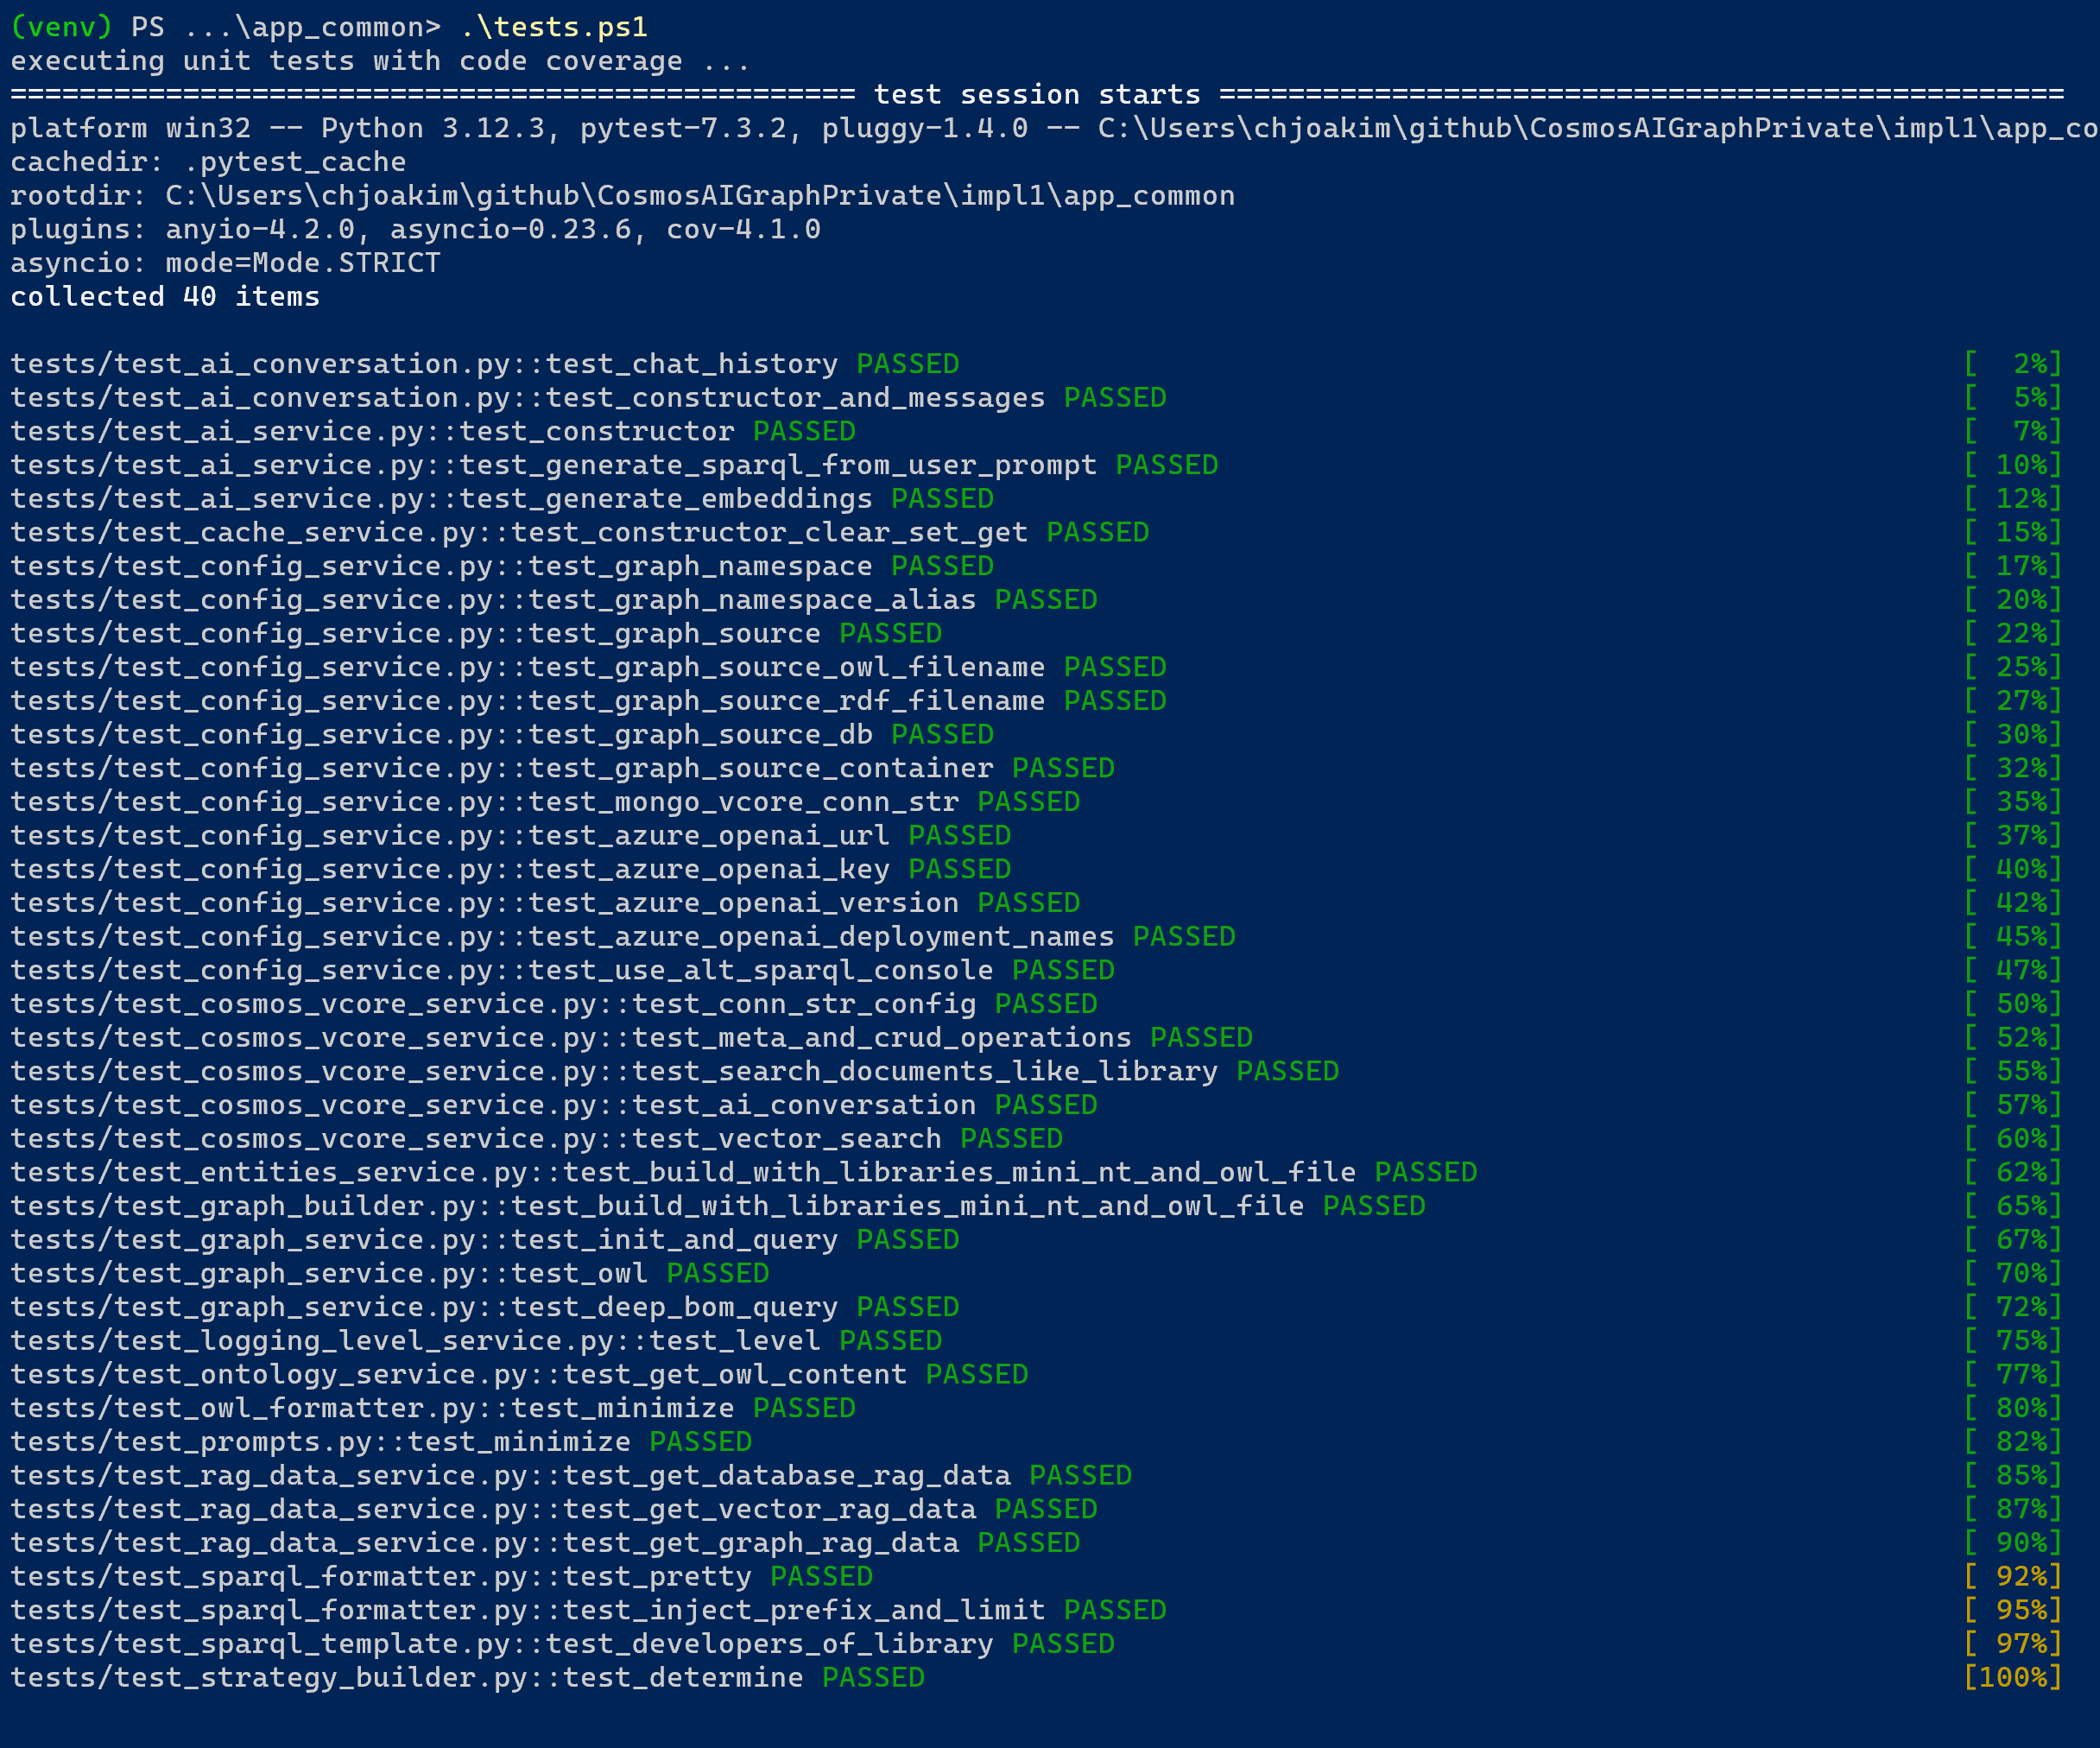 (venv) PS ...\app_common> .\tests.ps1
executing unit tests with code coverage ...
================================================= test session starts =================================================
platform win32 -- Python 3.12.3, pytest-7.3.2, pluggy-1.4.0 -- C:\Users\chjoakim\github\CosmosAIGraphPrivate\impl1\app_co
cachedir: .pytest_cache
rootdir: C:\Users\chjoakim\github\CosmosAIGraphPrivate\impl1\app_common
plugins: anyio-4.2.0, asyncio-0.23.6, cov-4.1.0
asyncio: mode=Mode.STRICT
collected 40 items
tests/test_ai_conversation.py::test_chat_history PASSED [  2%]
tests/test_ai_conversation.py::test_constructor_and_messages PASSED [  5%]
tests/test_ai_service.py::test_constructor PASSED [  7%]
tests/test_ai_service.py::test_generate_sparql_from_user_prompt PASSED [ 10%]
tests/test_ai_service.py::test_generate_embeddings PASSED [ 12%]
tests/test_cache_service.py::test_constructor_clear_set_get PASSED [ 15%]
tests/test_config_service.py::test_graph_namespace PASSED [ 17%]
tests/test_config_service.py::test_graph_namespace_alias PASSED [ 20%]
tests/test_config_service.py::test_graph_source PASSED [ 22%]
tests/test_config_service.py::test_graph_source_owl_filename PASSED [ 25%]
tests/test_config_service.py::test_graph_source_rdf_filename PASSED [ 27%]
tests/test_config_service.py::test_graph_source_db PASSED [ 30%]
tests/test_config_service.py::test_graph_source_container PASSED [ 32%]
tests/test_config_service.py::test_mongo_vcore_conn_str PASSED [ 35%]
tests/test_config_service.py::test_azure_openai_url PASSED [ 37%]
tests/test_config_service.py::test_azure_openai_key PASSED [ 40%]
tests/test_config_service.py::test_azure_openai_version PASSED [ 42%]
tests/test_config_service.py::test_azure_openai_deployment_names PASSED [ 45%]
tests/test_config_service.py::test_use_alt_sparql_console PASSED [ 47%]
tests/test_cosmos_vcore_service.py::test_conn_str_config PASSED [ 50%]
tests/test_cosmos_vcore_service.py::test_meta_and_crud_operations PASSED [ 52%]
tests/test_cosmos_vcore_service.py::test_search_documents_like_library PASSED [ 55%]
tests/test_cosmos_vcore_service.py::test_ai_conversation PASSED [ 57%]
tests/test_cosmos_vcore_service.py::test_vector_search PASSED [ 60%]
tests/test_entities_service.py::test_build_with_libraries_mini_nt_and_owl_file PASSED [ 62%]
tests/test_graph_builder.py::test_build_with_libraries_mini_nt_and_owl_file PASSED [ 65%]
tests/test_graph_service.py::test_init_and_query PASSED [ 67%]
tests/test_graph_service.py::test_owl PASSED [ 70%]
tests/test_graph_service.py::test_deep_bom_query PASSED [ 72%]
tests/test_logging_level_service.py::test_level PASSED [ 75%]
tests/test_ontology_service.py::test_get_owl_content PASSED [ 77%]
tests/test_owl_formatter.py::test_minimize PASSED [ 80%]
tests/test_prompts.py::test_minimize PASSED [ 82%]
tests/test_rag_data_service.py::test_get_database_rag_data PASSED [ 85%]
tests/test_rag_data_service.py::test_get_vector_rag_data PASSED [ 87%]
tests/test_rag_data_service.py::test_get_graph_rag_data PASSED [ 90%]
tests/test_sparql_formatter.py::test_pretty PASSED [ 92%]
tests/test_sparql_formatter.py::test_inject_prefix_and_limit PASSED [ 95%]
tests/test_sparql_template.py::test_developers_of_library PASSED [ 97%]
tests/test_strategy_builder.py::test_determine PASSED [100%]